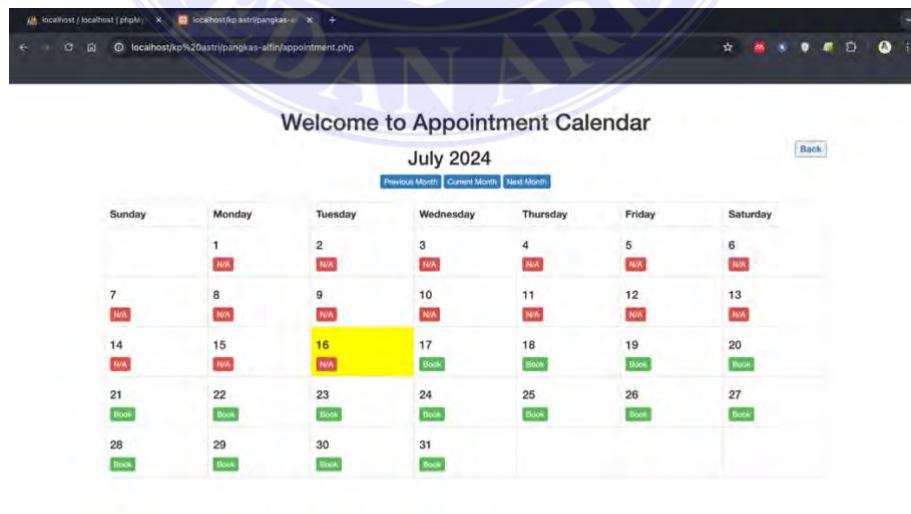 localhost / localhost | phpMy
localhost/kp astri/pangkas-a
localhost/kp%20astri/pangkas-alfin/appointment.php
DAN AR
Welcome to Appointment Calendar
Back
July 2024
Previous Month Current Month Next Month
Sunday Monday Tuesday Wednesday Thursday Friday Saturday
1 2 3 4 5 6
N/A N/A N/A N/A N/A N/A
7 8 9 10 11 12 13
N/A N/A N/A N/A N/A N/A N/A
14 15 16 17 18 19 20
N/A N/A N/A Book Book Book Book
21 22 23 24 25 26 27
Book Book Book Book Book Book Book
28 29 30 31
Book Book Book Book